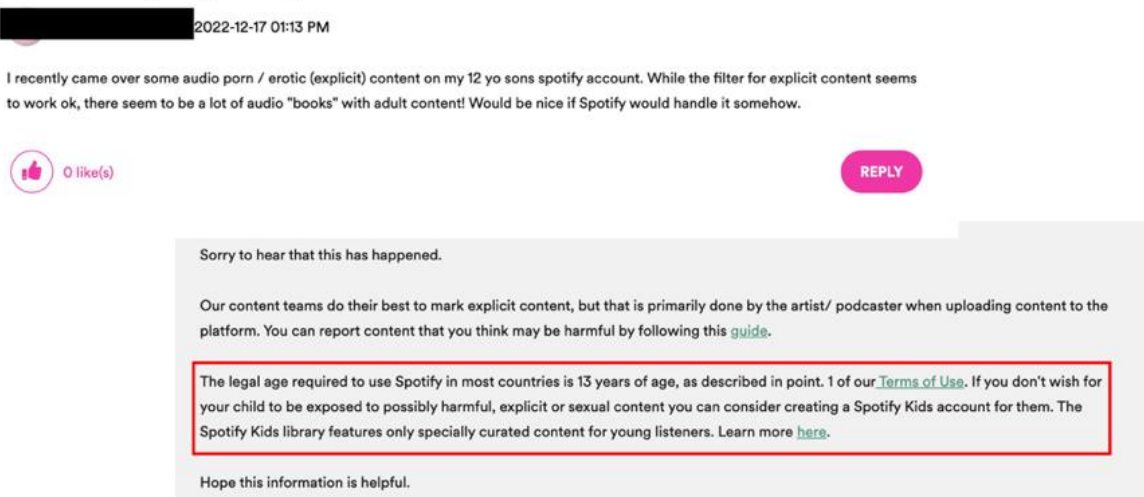 2022-12-17 01:13 PM
I recently came over some audio porn / erotic (explicit) content on my 12 yo sons spotify account. While the filter for explicit content seems
to work ok, there seem to be a lot of audio "books" with adult content! Would be nice if Spotify would handle it somehow.
0 like(s)
REPLY
Sorry to hear that this has happened.
Our content teams do their best to mark explicit content, but that is primarily done by the artist/ podcaster when uploading content to the
platform. You can report content that you think may be harmful by following this guide.
The legal age required to use Spotify in most countries is 13 years of age, as described in point. 1 of our Terms of Use. If you don't wish for
your child to be exposed to possibly harmful, explicit or sexual content you can consider creating a Spotify Kids account for them. The
Spotify Kids library features only specially curated content for young listeners. Learn more here.
Hope this information is helpful.